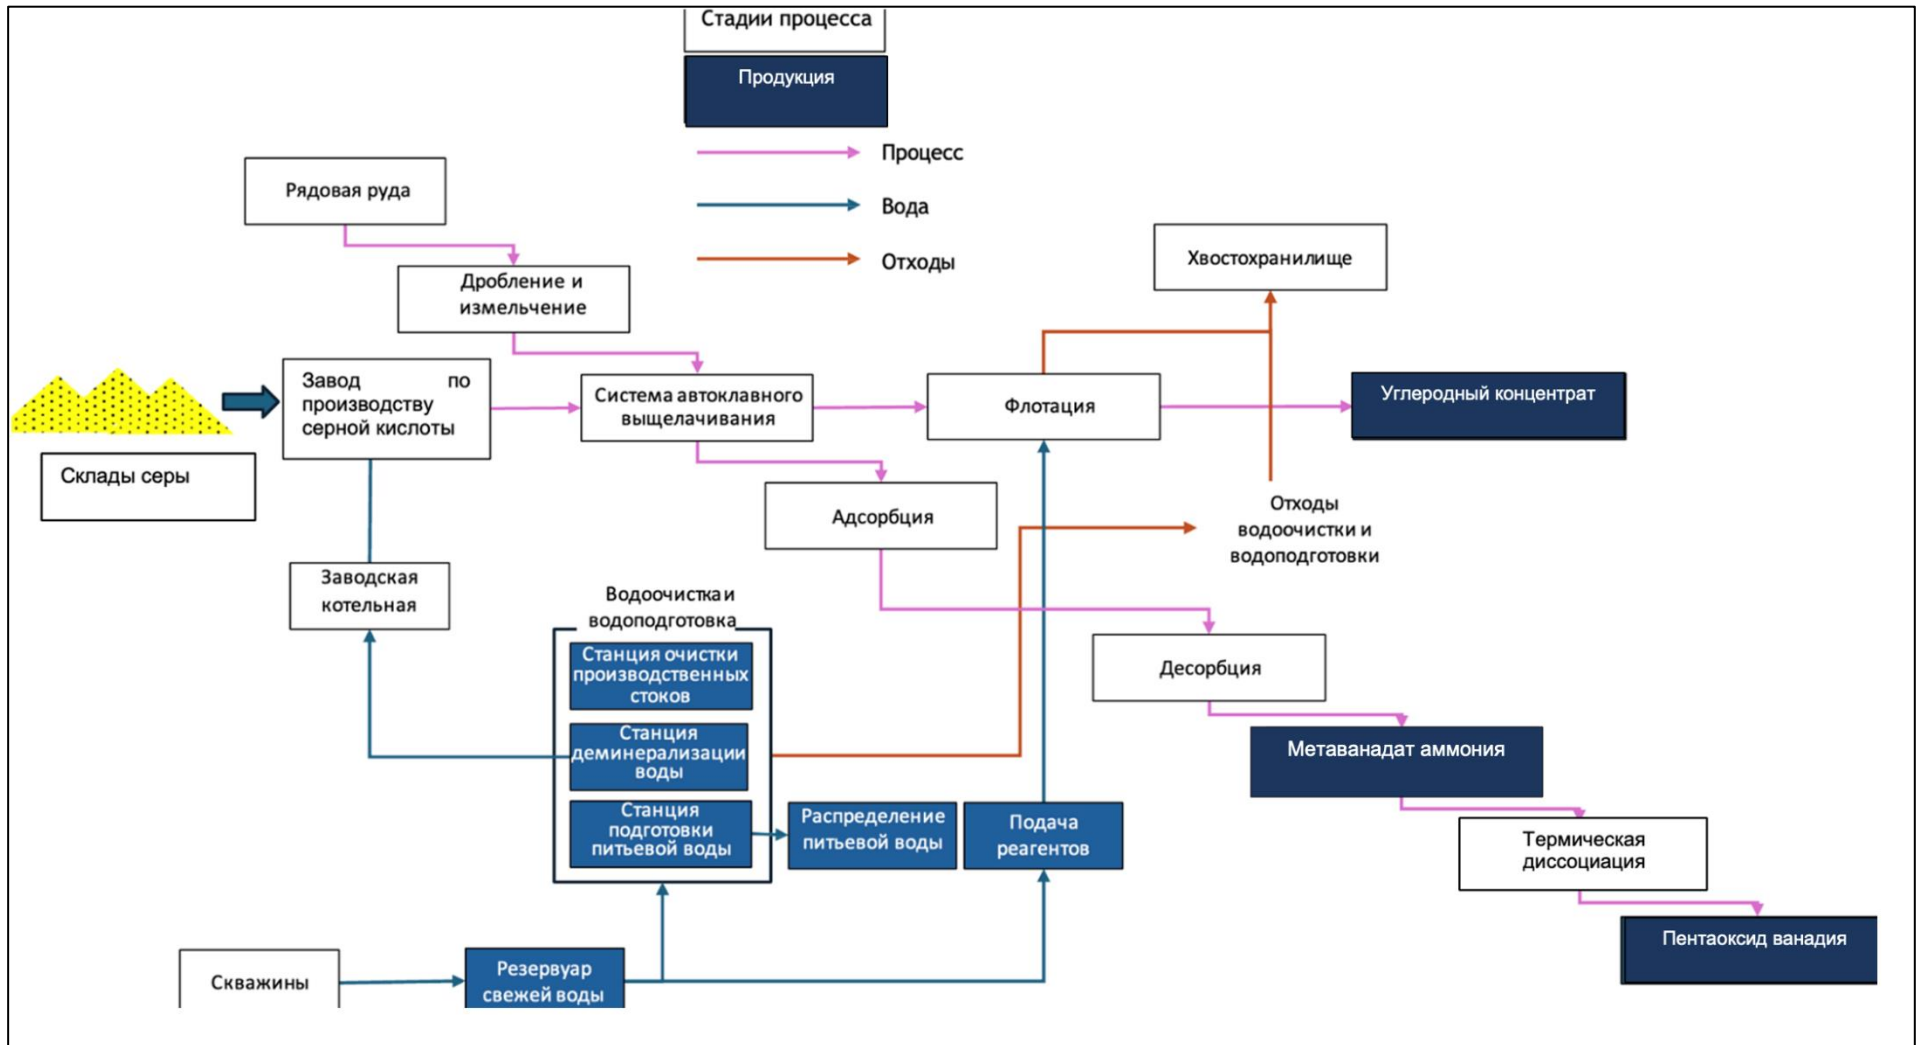 Стадии процесса
Продукция
Процесс
Вода
Отходы
Рядовая руда
Дробление и
измельчение
Хвостохранилище
Завод по
производству
серной кислоты
Система автоклавного
выщелачивания
Флотация
Углеродный концентрат
Склады серы
Адсорбция
Отходы
водоочистки и
водоподготовки
Заводская
котельная
Водоочистка и
водоподготовка
Станция очистки
производственных
стоков
Десорбция
Станция
деминерализации
воды
Метаванадат аммония
Станция
подготовки
питьевой воды
Распределение
питьевой воды
Подача
реагентов
Термическая
диссоциация
Пентаоксид ванадия
Скважины
Резервуар
свежей воды